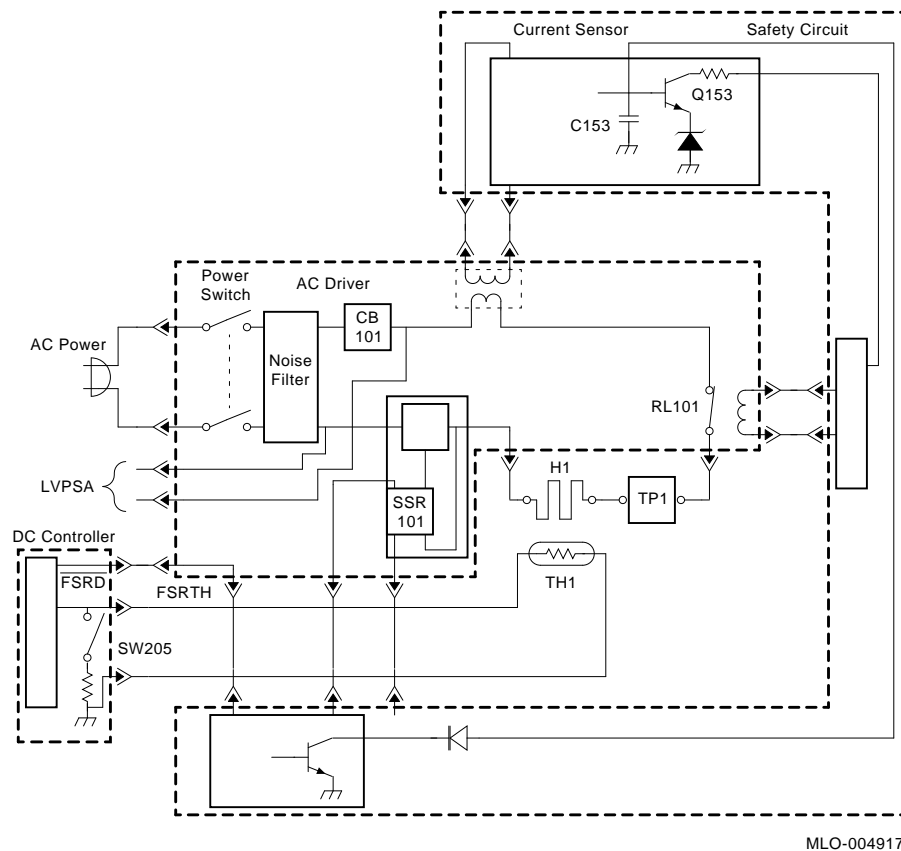 Current Sensor
Safety Circuit
Q153
C153
Power
Switch
AC Driver
CB
101
AC Power
Noise
Filter
RL101
H1
LVPSA
SSR
101
TP1
DC Controller
TH1
FSRD
FSRTH
SW205
MLO-004917